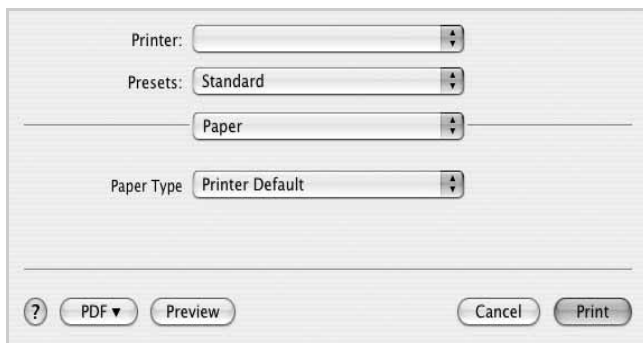 Printer:
Presets: Standard
Paper
Paper Type Printer Default
? PDF▼ Preview Cancel Print